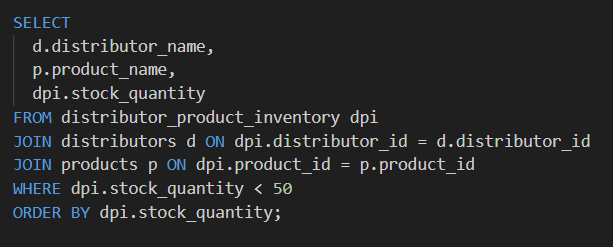 SELECT
  d.distributor_name,
  p.product_name,
  dpi.stock_quantity
FROM distributor_product_inventory dpi
JOIN distributors d ON dpi.distributor_id = d.distributor_id
JOIN products p ON dpi.product_id = p.product_id
WHERE dpi.stock_quantity < 50
ORDER BY dpi.stock_quantity;